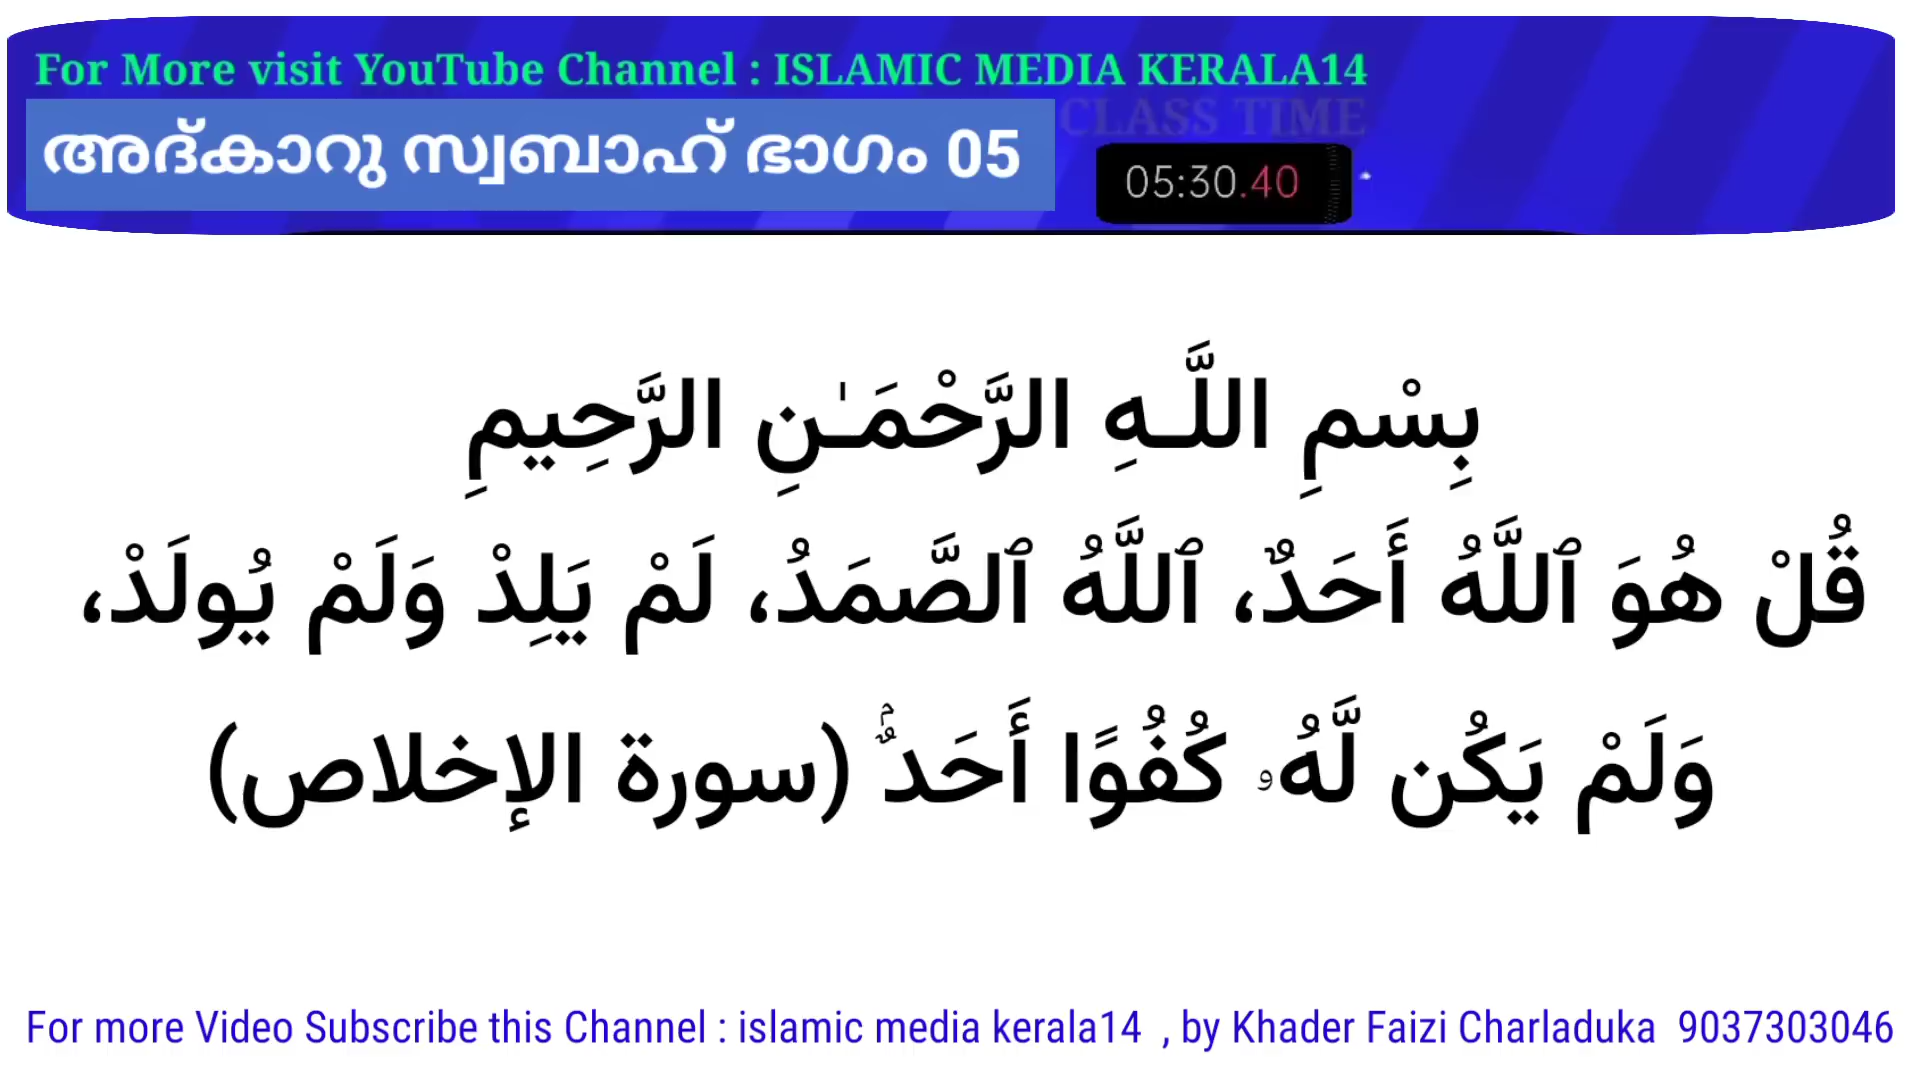 For More visit YouTube Channel : ISLAMIC MEDIA KERALA14
CLASS TIME
അദ്കാറു സ്വബാഹ് ഭാഗം 05
05:30.40
بِسْمِ اللَّـهِ الرَّحْمَـٰنِ الرَّحِيمِ
قُلْ هُوَ ٱللَّهُ أَحَدٌ، ٱللَّهُ ٱلصَّمَدُ، لَمْ يَلِدْ وَلَمْ يُولَدْ،
وَلَمْ يَكُن لَّهُۥ كُفُوًا أَحَدٌۢ (سورة الإخلاص)
For more Video Subscribe this Channel : islamic media kerala14 , by Khader Faizi Charladuka 9037303046